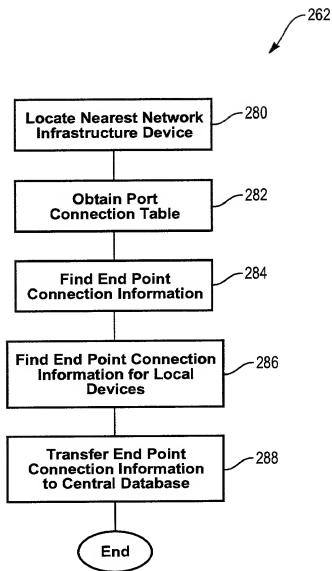 262
Locate Nearest Network
Infrastructure Device
280
Obtain Port
Connection Table
282
Find End Point
Connection Information
284
Find End Point Connection
Information for Local
Devices
286
Transfer End Point
Connection Information
to Central Database
288
End